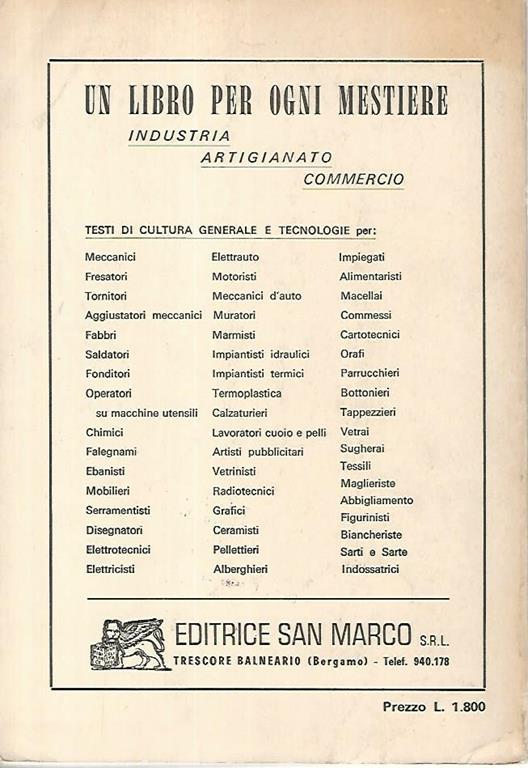 UN LIBRO PER OGNI MESTIERE
INDUSTRIA
ARTIGIANATO
COMMERCIO
TESTI DI CULTURA GENERALE E TECNOLOGIE per:
Meccanici
Fresatori
Tornitori
Aggiustatori meccanici
Fabbri
Saldatori
Fonditori
Operatori
su macchine utensili
Chimici
Falegnami
Ebanisti
Mobilieri
Serramentisti
Disegnatori
Elettrotecnici
Elettricisti
Elettrauto
Motoristi
Meccanici d'auto
Muratori
Marmisti
Impiantisti idraulici
Impiantisti termici
Termoplastica
Calzaturieri
Lavoratori cuoio e pelli
Artisti pubblicitari
Vetrinisti
Radiotecnici
Grafici
Ceramisti
Pellettieri
Alberghieri
Impiegati
Alimentaristi
Macellai
Commessi
Cartotecnici
Orafi
Parrucchieri
Bottonieri
Tappezzieri
Vetrai
Sugherai
Tessili
Maglieriste
Abbigliamento
Figurinisti
Biancheriste
Sarti e Sarte
Indossatrici
EDITRICE SAN MARCO S.R.L.
TRESCORE BALNEARIO (Bergamo) - Telef. 940.178
Prezzo L. 1.800